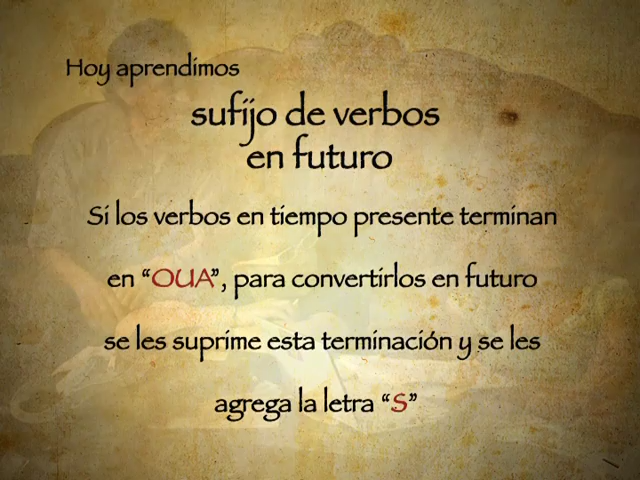 Hoy aprendimos
sufijo de verbos
en futuro
Si los verbos en tiempo presente terminan
en “OUA”, para convertirlos en futuro
se les suprime esta terminación y se les
agrega la letra “S”